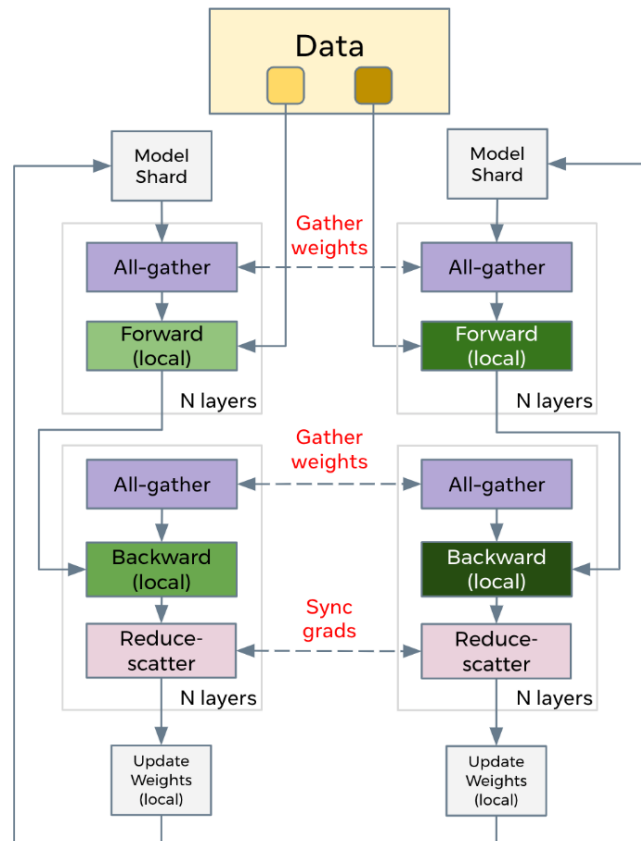 Data
Model
Shard
Model
Shard
Gather
weights
All-gather
All-gather
Forward
(local)
Forward
(local)
N layers
N layers
Gather
weights
All-gather
All-gather
Backward
(local)
Backward
(local)
Sync
grads
Reduce-
scatter
Reduce-
scatter
N layers
N layers
Update
Weights
(local)
Update
Weights
(local)